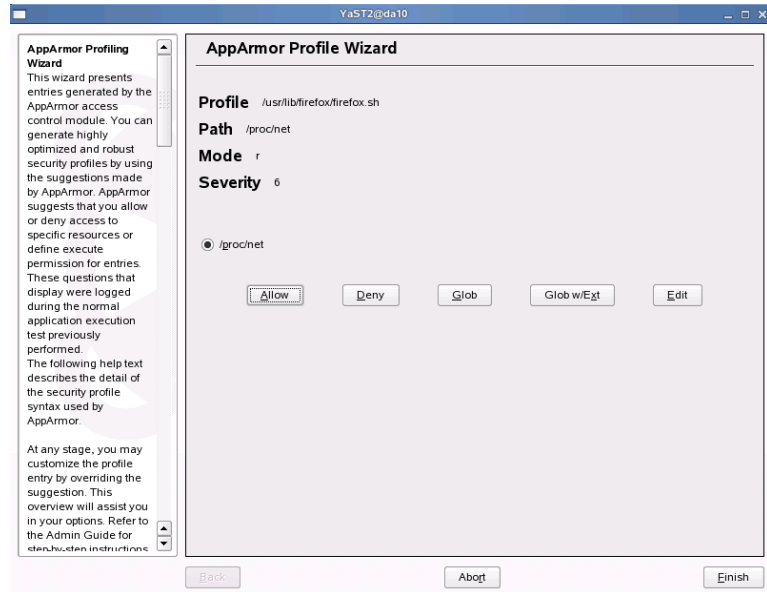 YaST2@da10
AppArmor Profiling
Wizard
This wizard presents
entries generated by the
AppArmor access
control module. You can
generate highly
optimized and robust
security profiles by using
the suggestions made
by AppArmor. AppArmor
suggests that you allow
or deny access to
specific resources or
define execute
permission for entries.
These questions that
display were logged
during the normal
application execution
test previously
performed.
The following help text
describes the detail of
the security profile
syntax used by
AppArmor.
At any stage, you may
customize the profile
entry by overriding the
suggestion. This
overview will assist you
in your options. Refer to
the Admin Guide for
step-by-step instructions
AppArmor Profile Wizard
Profile /usr/lib/firefox/firefox.sh
Path /proc/net
Mode r
Severity 6
/proc/net
Allow Deny Glob Glob w/Ext Edit
Back Abort Finish